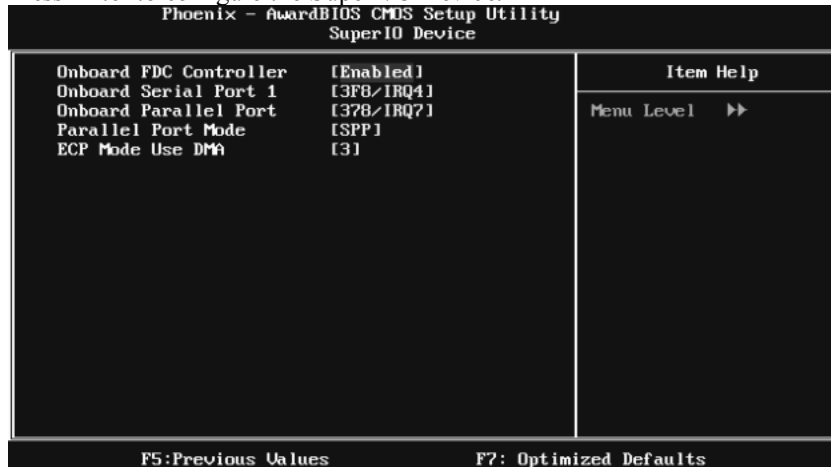 Phoenix - AwardBIOS CMOS Setup Utility
SuperIO Device
Onboard FDC Controller [Enabled]
Onboard Serial Port 1 [3F8/IRQ4]
Onboard Parallel Port [378/IRQ7]
Parallel Port Mode [SPP]
ECP Mode Use DMA [3]
Item Help
Menu Level ▶▶
F5:Previous Values F7: Optimized Defaults